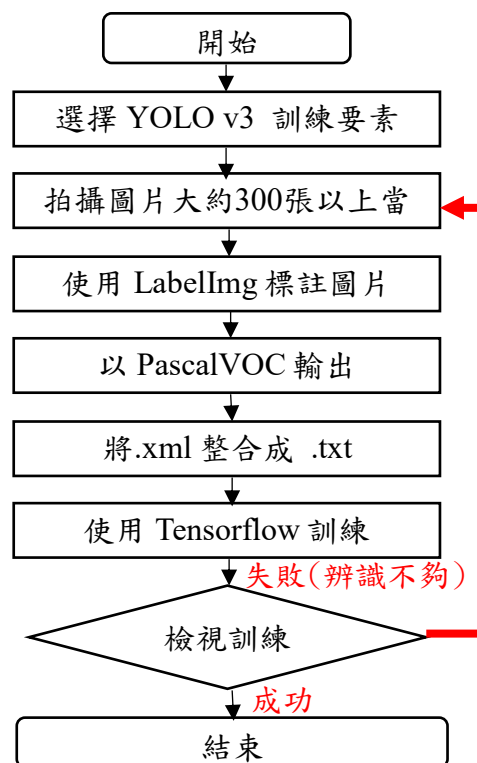 開始
選擇 YOLO v3 訓練要素
拍攝圖片大約300張以上當
使用 LabelImg 標註圖片
以 PascalVOC 輸出
將.xml 整合成 .txt
使用 Tensorflow 訓練
失敗(辨識不夠)
檢視訓練
成功
結束